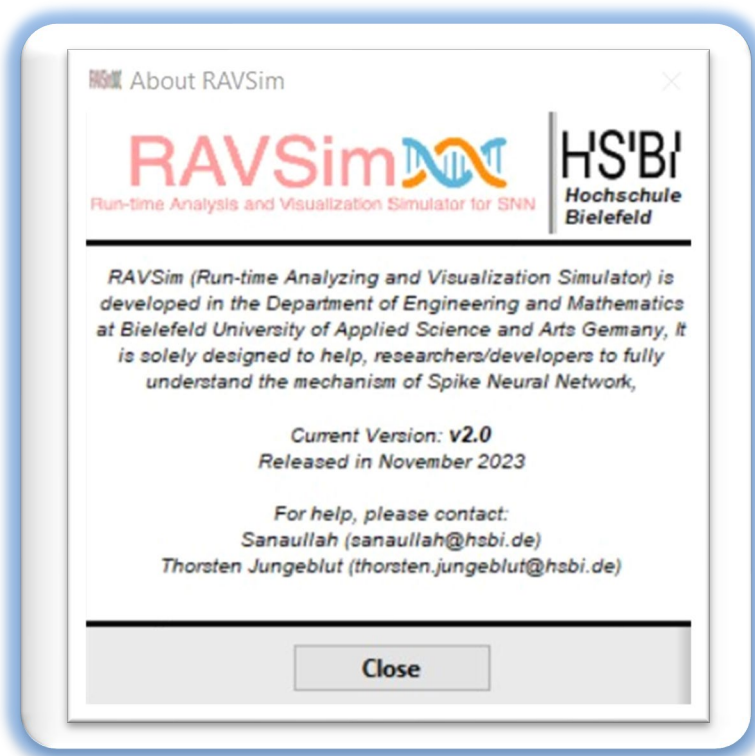 About RAVSim
RAVSim
Run-time Analysis and Visualization Simulator for SNN
HSBI
Hochschule
Bielefeld
RAVSim (Run-time Analyzing and Visualization Simulator) is
developed in the Department of Engineering and Mathematics
at Bielefeld University of Applied Science and Arts Germany, It
is solely designed to help, researchers/developers to fully
understand the mechanism of Spike Neural Network,
Current Version: v2.0
Released in November 2023
For help, please contact:
Sanaullah (sanaullah@hsbi.de)
Thorsten Jungeblut (thorsten.jungeblut@hsbi.de)
Close